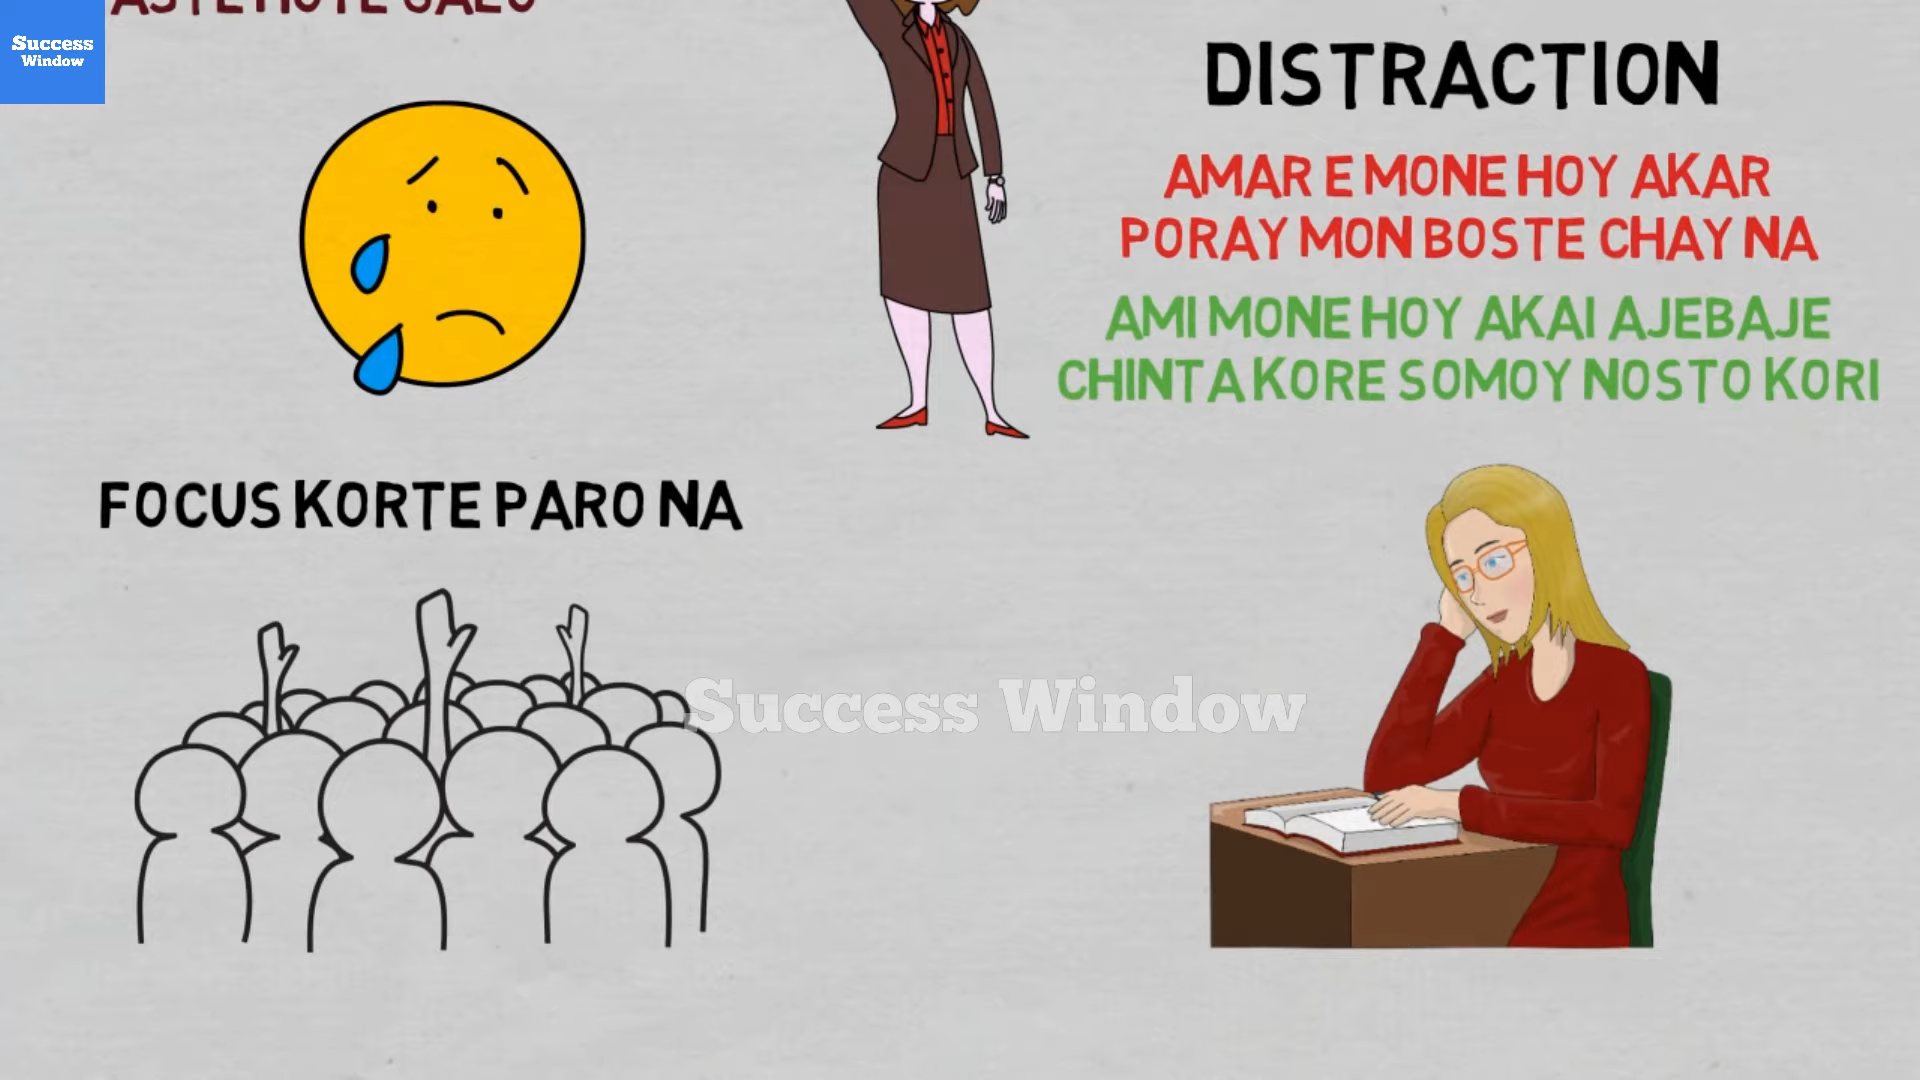 Success
Window
DISTRACTION
AMAR E MONE HOY AKAR
PORAY MON BOSTE CHAY NA
AMI MONE HOY AKAI AJEBAJE
CHINTA KORE SOMOY NOSTO KORI
FOCUS KORTE PARO NA
Success Window